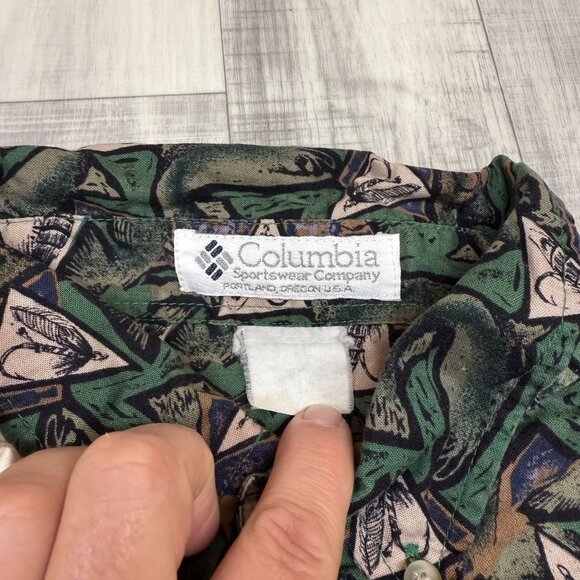 Columbia
Sportswear Company
PORTLAND, OREGON U.S.A.